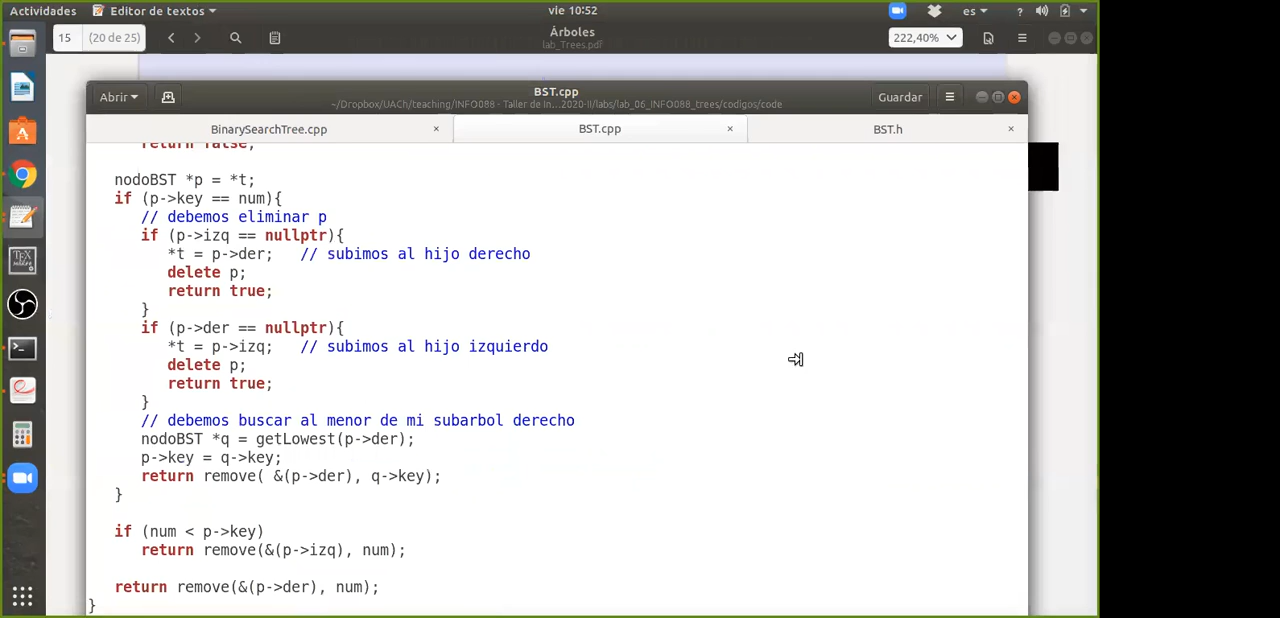 Actividades Editor de textos vie 10:52 es ?
15 (20 de 25) Árboles 222,40%
lab_Trees.pdf
Abrir BST.cpp Guardar
~/Dropbox/UACh/teaching/INFO088 - Taller de In…2020-II/labs/lab_06_INFO088_trees/codigos/code
BinarySearchTree.cpp × BST.cpp × BST.h ×
return false;
nodoBST *p = *t;
if (p->key == num){
// debemos eliminar p
if (p->izq == nullptr){
*t = p->der; // subimos al hijo derecho
delete p;
return true;
}
if (p->der == nullptr){
*t = p->izq; // subimos al hijo izquierdo
delete p;
return true;
}
// debemos buscar al menor de mi subarbol derecho
nodoBST *q = getLowest(p->der);
p->key = q->key;
return remove( &(p->der), q->key);
}
if (num < p->key)
return remove(&(p->izq), num);
return remove(&(p->der), num);
}